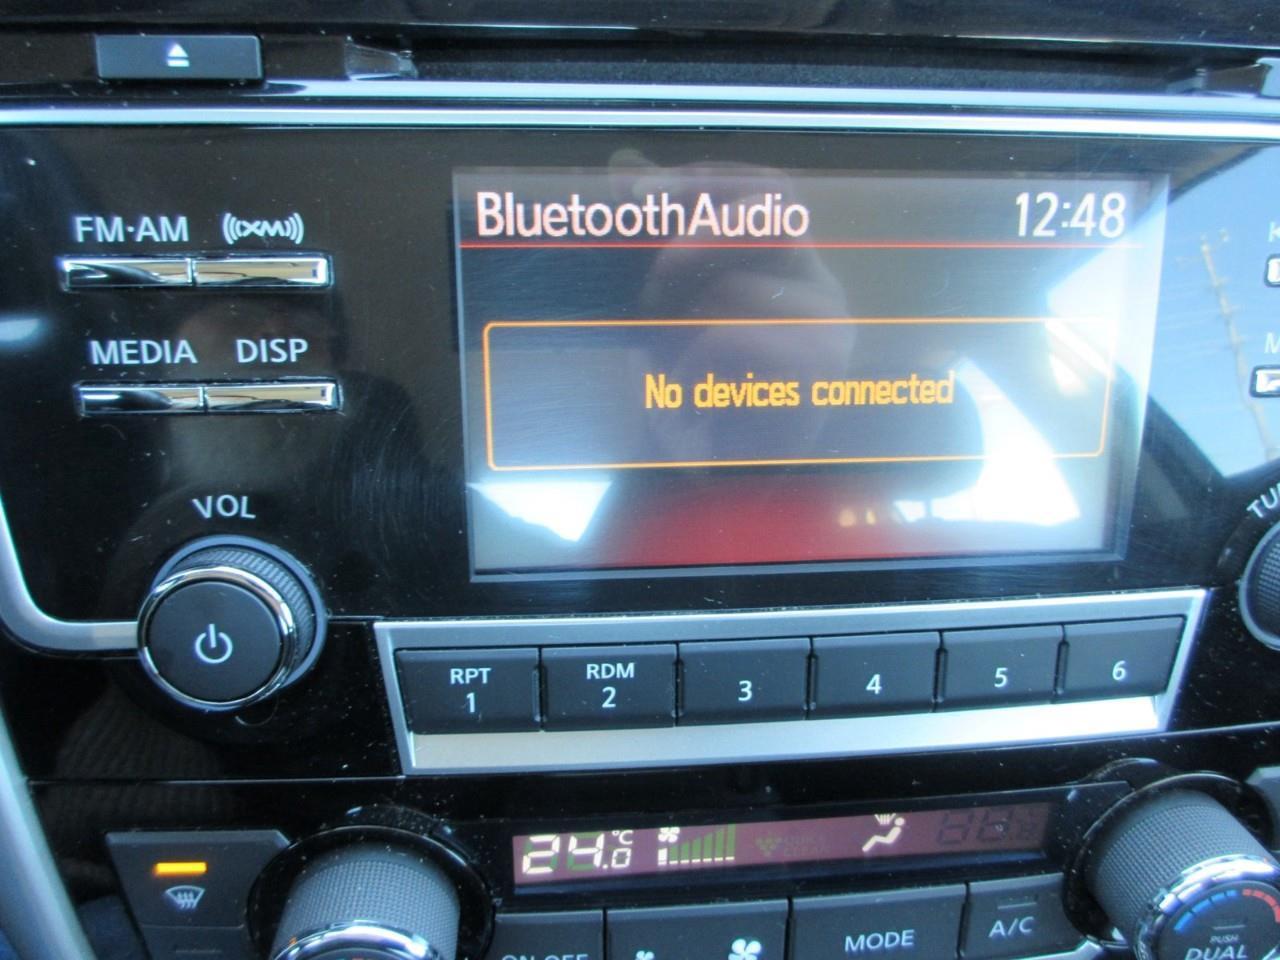 FM·AM
((XM))
BluetoothAudio
12:48
MEDIA
DISP
No devices connected
VOL
RPT
1
RDM
2
3
4
5
6
24.0
°C
MODE
A/C
PUSH
DUAL